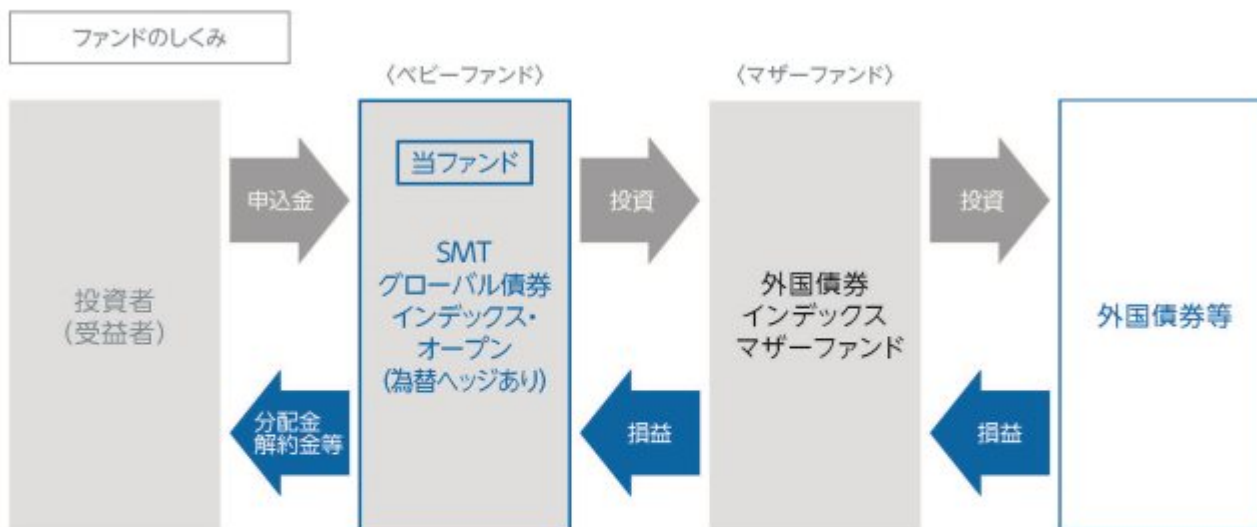 ファンドのしくみ
〈ベビーファンド〉
〈マザーファンド〉
投資者
(受益者)
申込金
分配金
解約金等
当ファンド
SMT
グローバル債券
インデックス・
オープン
(為替ヘッジあり)
投資
損益
外国債券
インデックス
マザーファンド
投資
損益
外国債券等